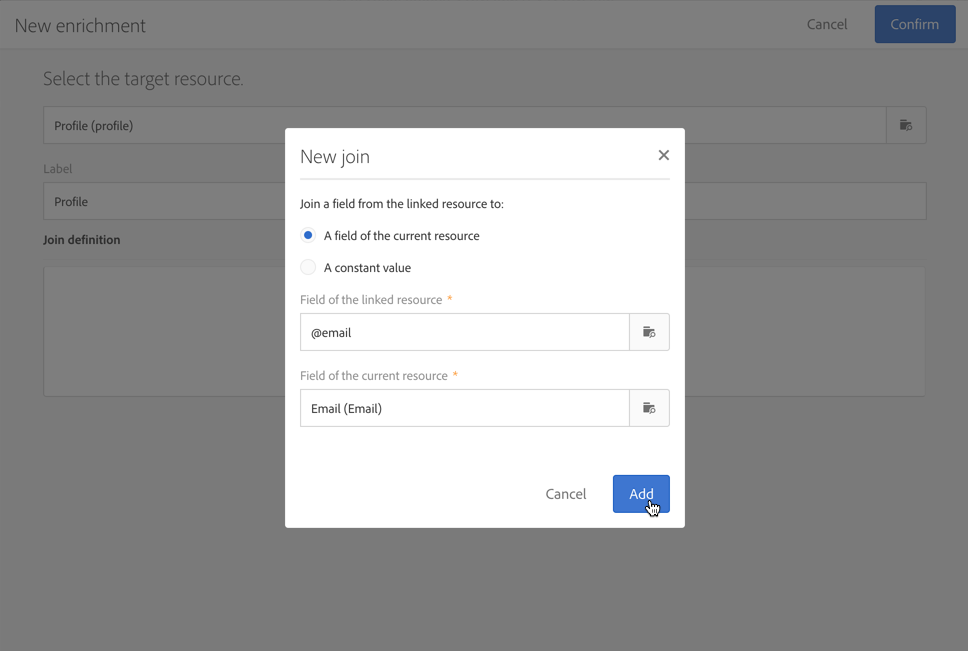 New enrichment
Cancel
Confirm
Select the target resource.
Profile (profile)
Label
Profile
Join definition
New join
Join a field from the linked resource to:
A field of the current resource
A constant value
Field of the linked resource *
@email
Field of the current resource *
Email (Email)
Cancel
Add